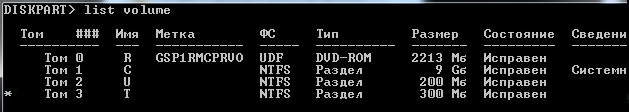 DISKPART> list volume
Том ### Имя Метка ФС Тип Размер Состояние Сведени
Том 0 R GSP1RMCPRVO UDF DVD-ROM 2213 Мб Исправен
Том 1 C NTFS Раздел 9 Gб Исправен Системн
Том 2 U NTFS Раздел 200 Мб Исправен
* Том 3 T NTFS Раздел 300 Мб Исправен